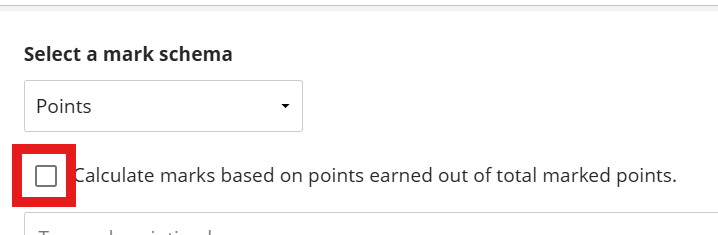 Select a mark schema
Points
Calculate marks based on points earned out of total marked points.